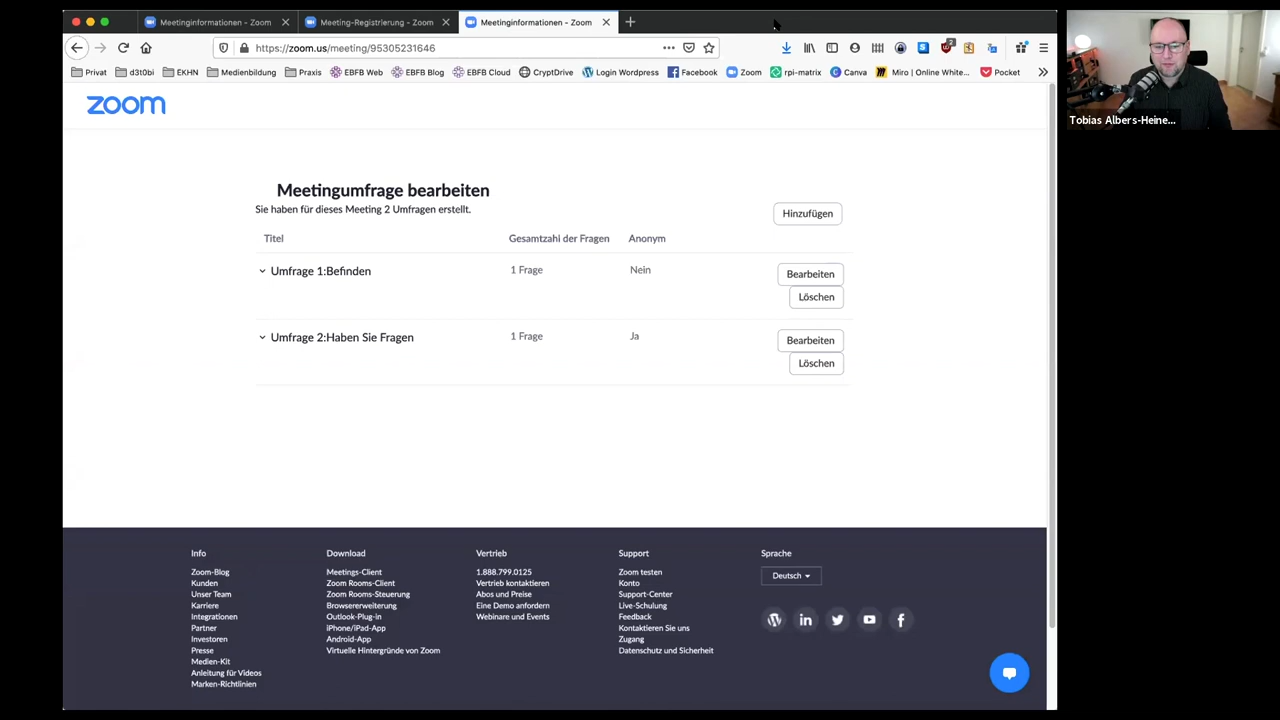 Meetinginformationen - Zoom
Meeting-Registrierung - Zoom
Meetinginformationen - Zoom
https://zoom.us/meeting/95305231646
Privat
d3t0bi
EKHN
Medienbildung
Praxis
EBFB Web
EBFB Blog
EBFB Cloud
CryptDrive
Login Wordpress
Facebook
Zoom
rpi-matrix
Canva
Miro | Online White...
Pocket
zoom
Tobias Albers-Heine...
Meetingumfrage bearbeiten
Sie haben für dieses Meeting 2 Umfragen erstellt.
Hinzufügen
Titel Gesamtzahl der Fragen Anonym
Umfrage 1:Befinden 1 Frage Nein Bearbeiten
Löschen
Umfrage 2:Haben Sie Fragen 1 Frage Ja Bearbeiten
Löschen
Info
Zoom-Blog
Kunden
Unser Team
Karriere
Integrationen
Partner
Investoren
Presse
Medien-Kit
Anleitung für Videos
Marken-Richtlinien
Download
Meetings-Client
Zoom Rooms-Client
Zoom Rooms-Steuerung
Browsererweiterung
Outlook-Plug-in
iPhone/iPad-App
Android-App
Virtuelle Hintergründe von Zoom
Vertrieb
1.888.799.0125
Vertrieb kontaktieren
Abos und Preise
Eine Demo anfordern
Webinare und Events
Support
Zoom testen
Konto
Support-Center
Live-Schulung
Feedback
Kontaktieren Sie uns
Zugang
Datenschutz und Sicherheit
Sprache
Deutsch